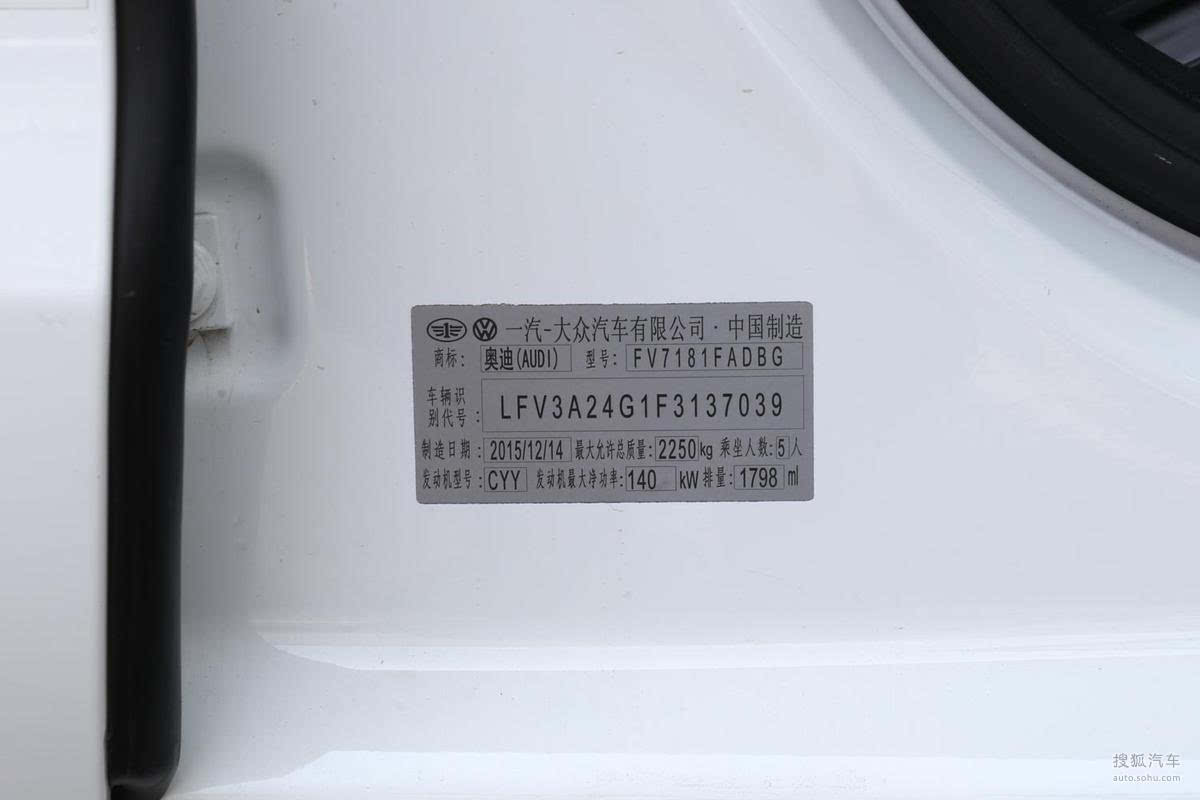 一汽-大众汽车有限公司·中国制造
商标: 奥迪(AUDI) 型号: FV7181FADBG
车辆识
别代号: LFV3A24G1F3137039
制造日期: 2015/12/14 最大允许总质量: 2250kg 乘坐人数: 5人
发动机型号: CYY 发动机最大净功率: 140 kW 排量: 1798 ml
搜狐汽车
auto.sohu.com